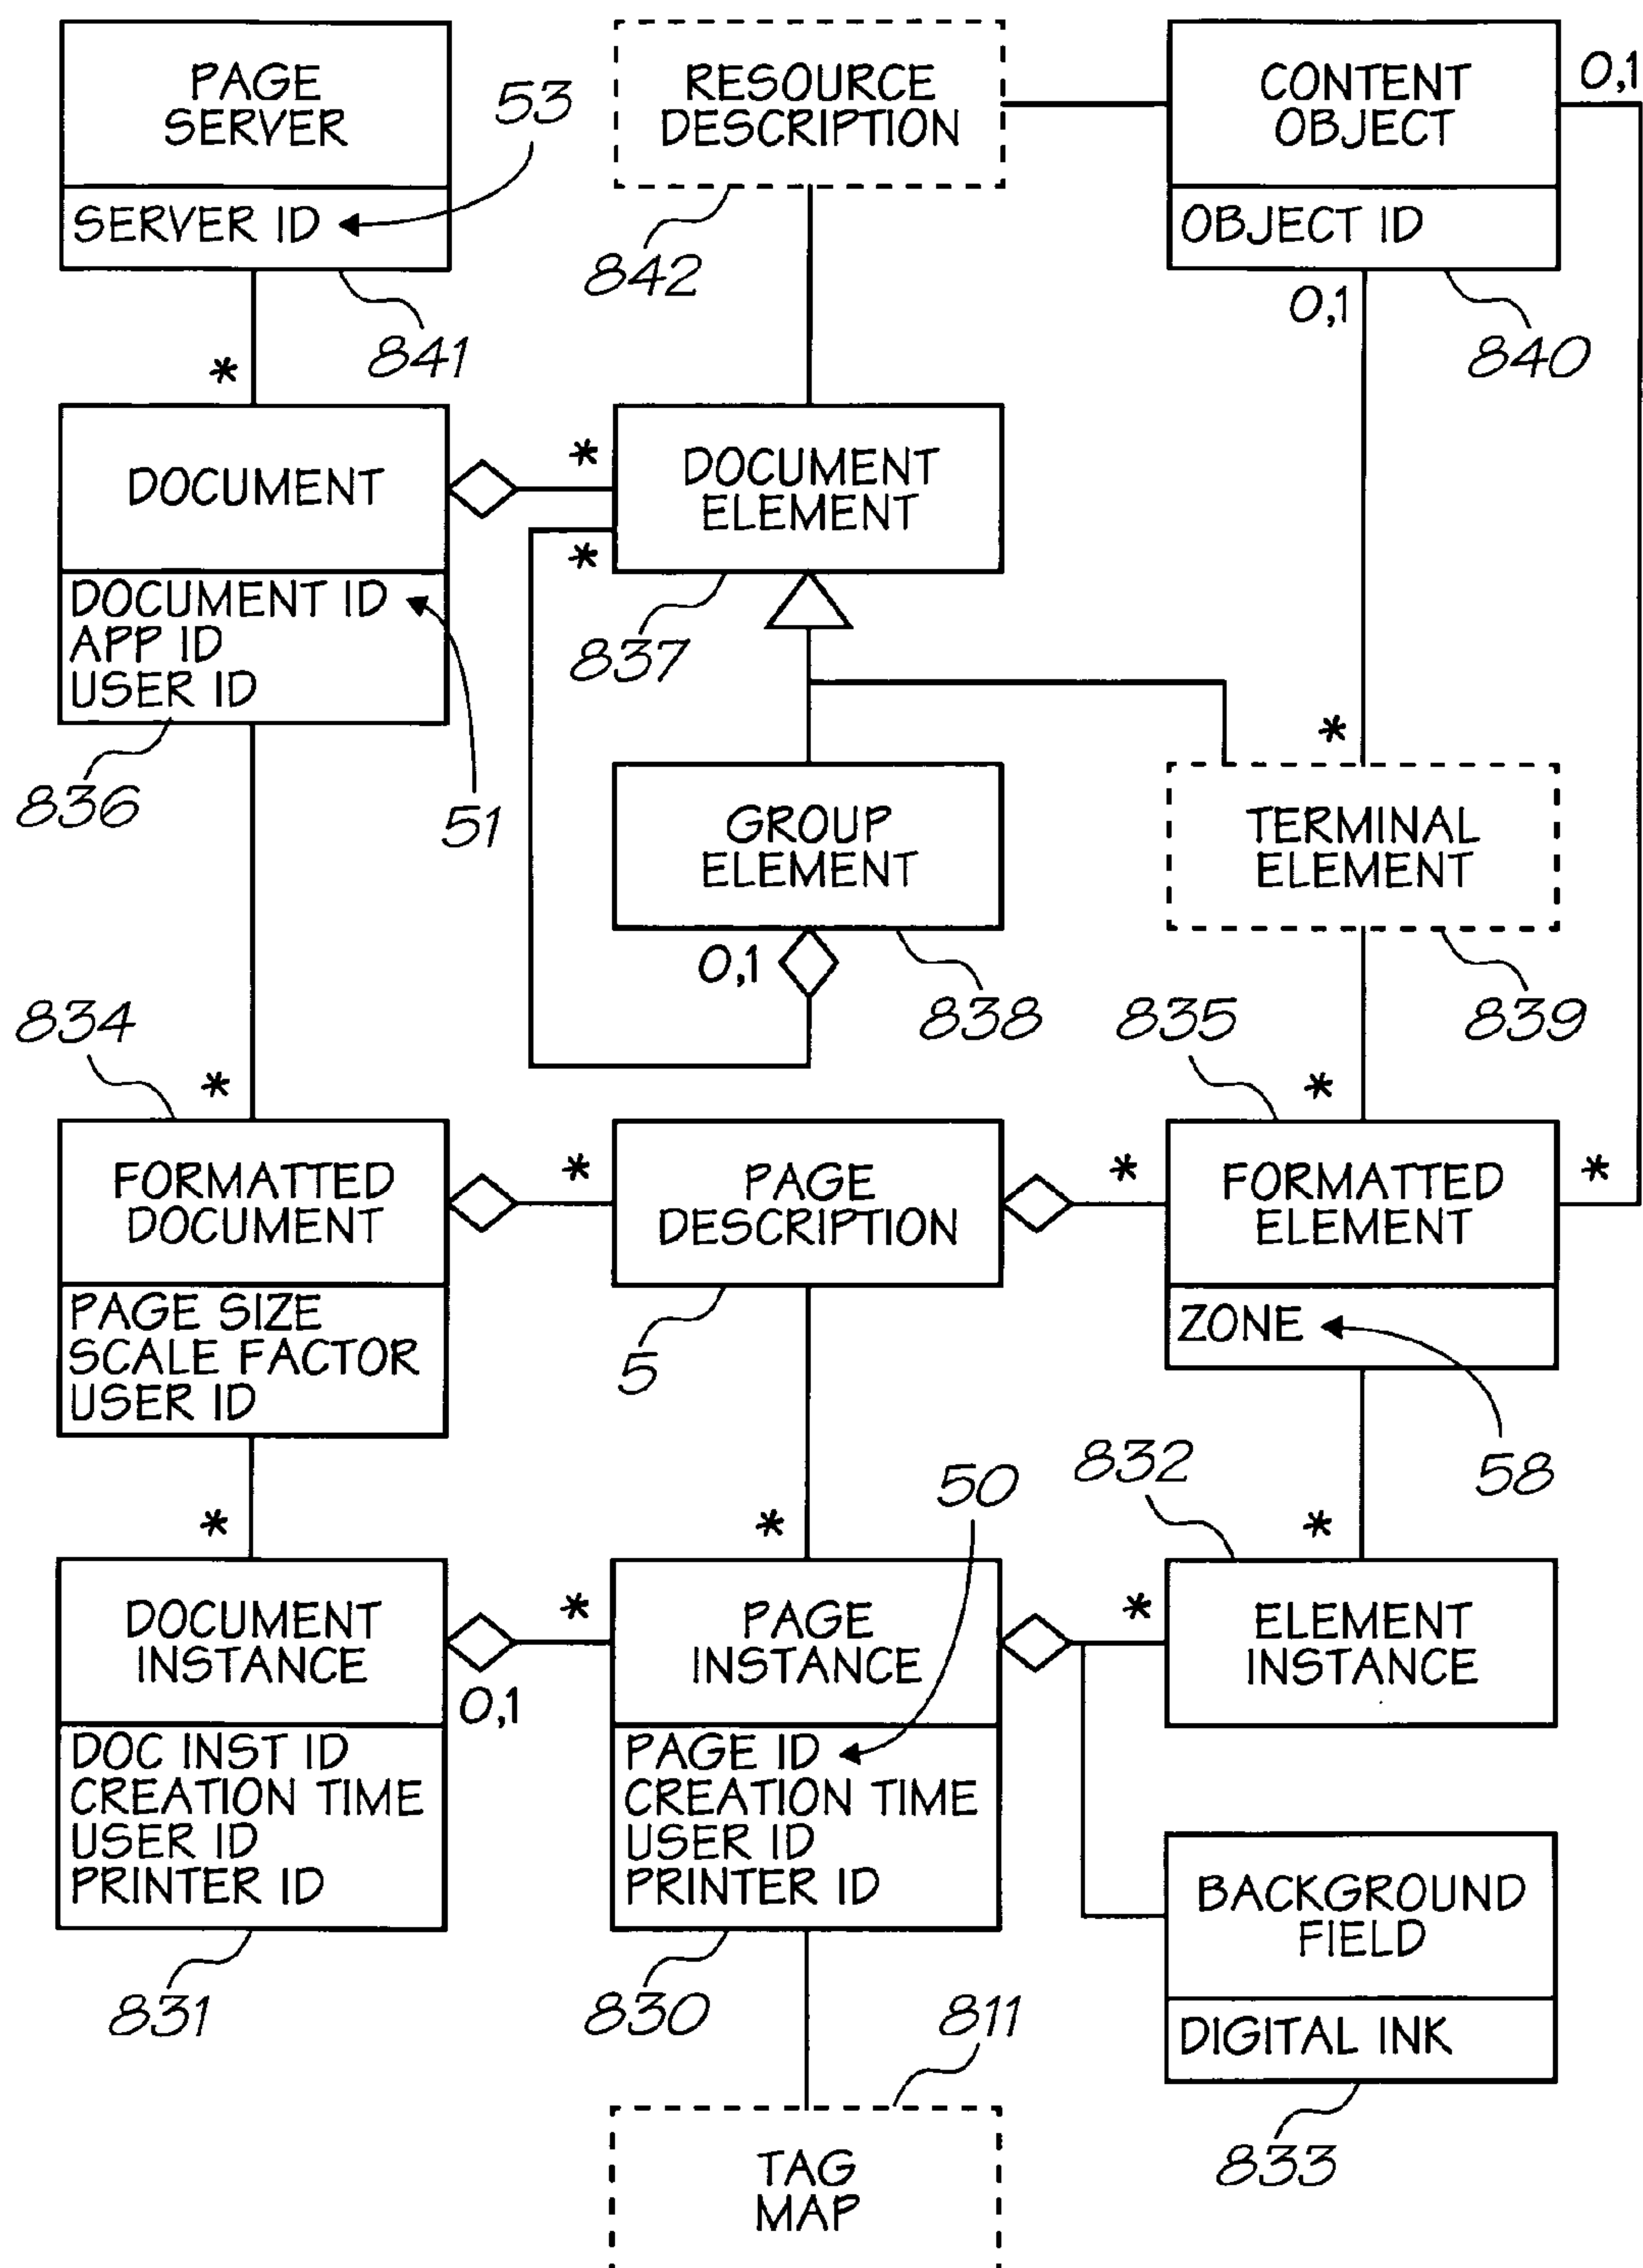 PAGE
SERVER
SERVER ID
53
841
RESOURCE
DESCRIPTION
842
CONTENT
OBJECT
OBJECT ID
0,1
0,1
840
*
DOCUMENT
DOCUMENT ID
APP ID
USER ID
836
51
*
*
DOCUMENT
ELEMENT
837
GROUP
ELEMENT
0,1
838
*
TERMINAL
ELEMENT
839
834
*
FORMATTED
DOCUMENT
PAGE SIZE
SCALE FACTOR
USER ID
*
PAGE
DESCRIPTION
5
835
*
*
*
FORMATTED
ELEMENT
ZONE
58
*
DOCUMENT
INSTANCE
DOC INST ID
CREATION TIME
USER ID
PRINTER ID
831
0,1
*
*
50
PAGE
INSTANCE
PAGE ID
CREATION TIME
USER ID
PRINTER ID
830
832
*
*
ELEMENT
INSTANCE
BACKGROUND
FIELD
DIGITAL INK
833
811
TAG
MAP